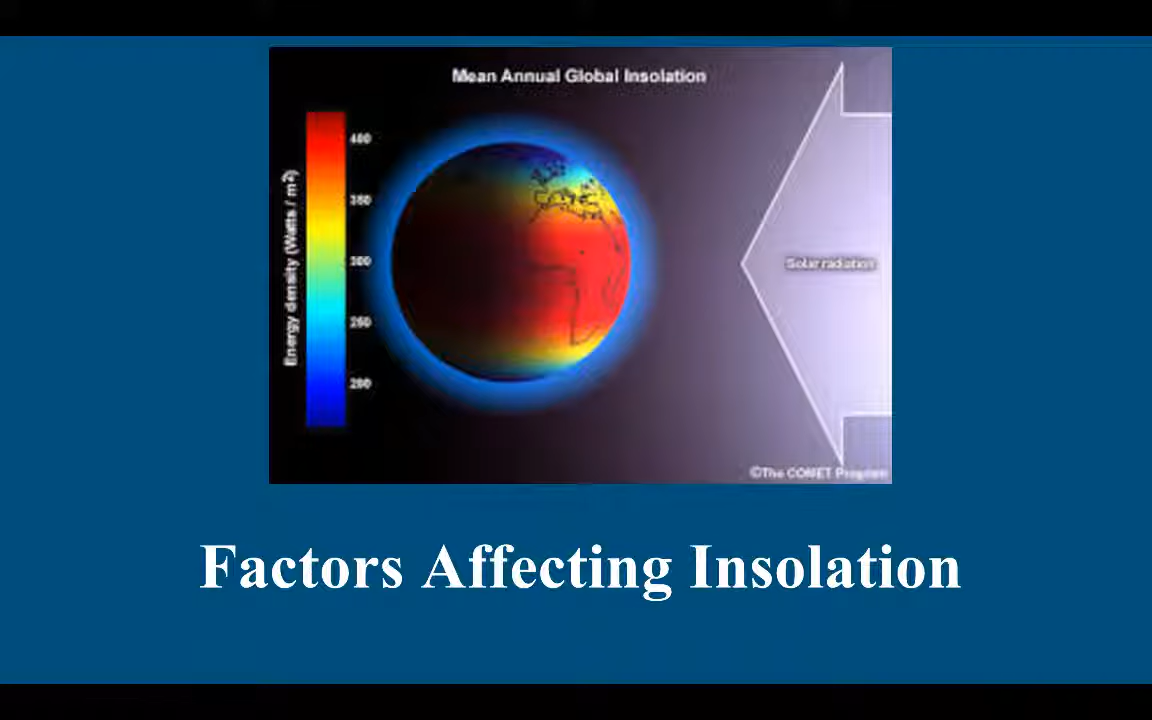 Mean Annual Global Insolation
400
350
300
250
200
Energy density (Watts / m²)
Solar radiation
©The COMET Program
Factors Affecting Insolation